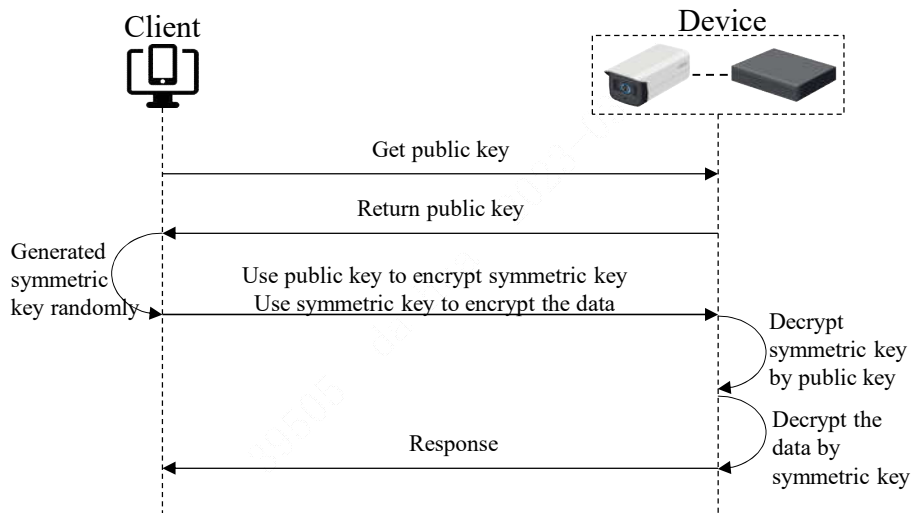 Client
Device
Get public key
Return public key
Generated
symmetric
key randomly
Use public key to encrypt symmetric key
Use symmetric key to encrypt the data
Decrypt
symmetric key
by public key
Decrypt the
data by
symmetric key
Response